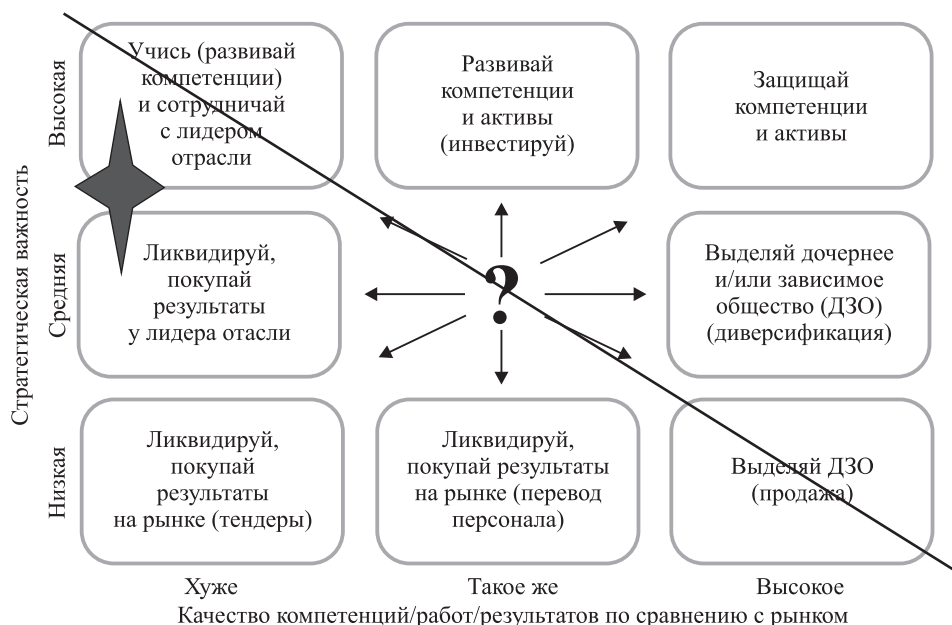 Стратегическая важность
Высокая
Учись (развивай
компетенции)
и сотрудничай
с лидером
отрасли
Развивай
компетенции
и активы
(инвестируй)
Защищай
компетенции
и активы
Средняя
Ликвидируй,
покупай
результаты
у лидера отасли
?
Выделяй дочернее
и/или зависимое
общество (ДЗО)
(диверсификация)
Низкая
Ликвидируй,
покупай
результаты
на рынке (тендеры)
Ликвидируй,
покупай результаты
на рынке (перевод
персонала)
Выделяй ДЗО
(продажа)
Хуже
Такое же
Высокое
Качество компетенций/работ/результатов по сравнению с рынком